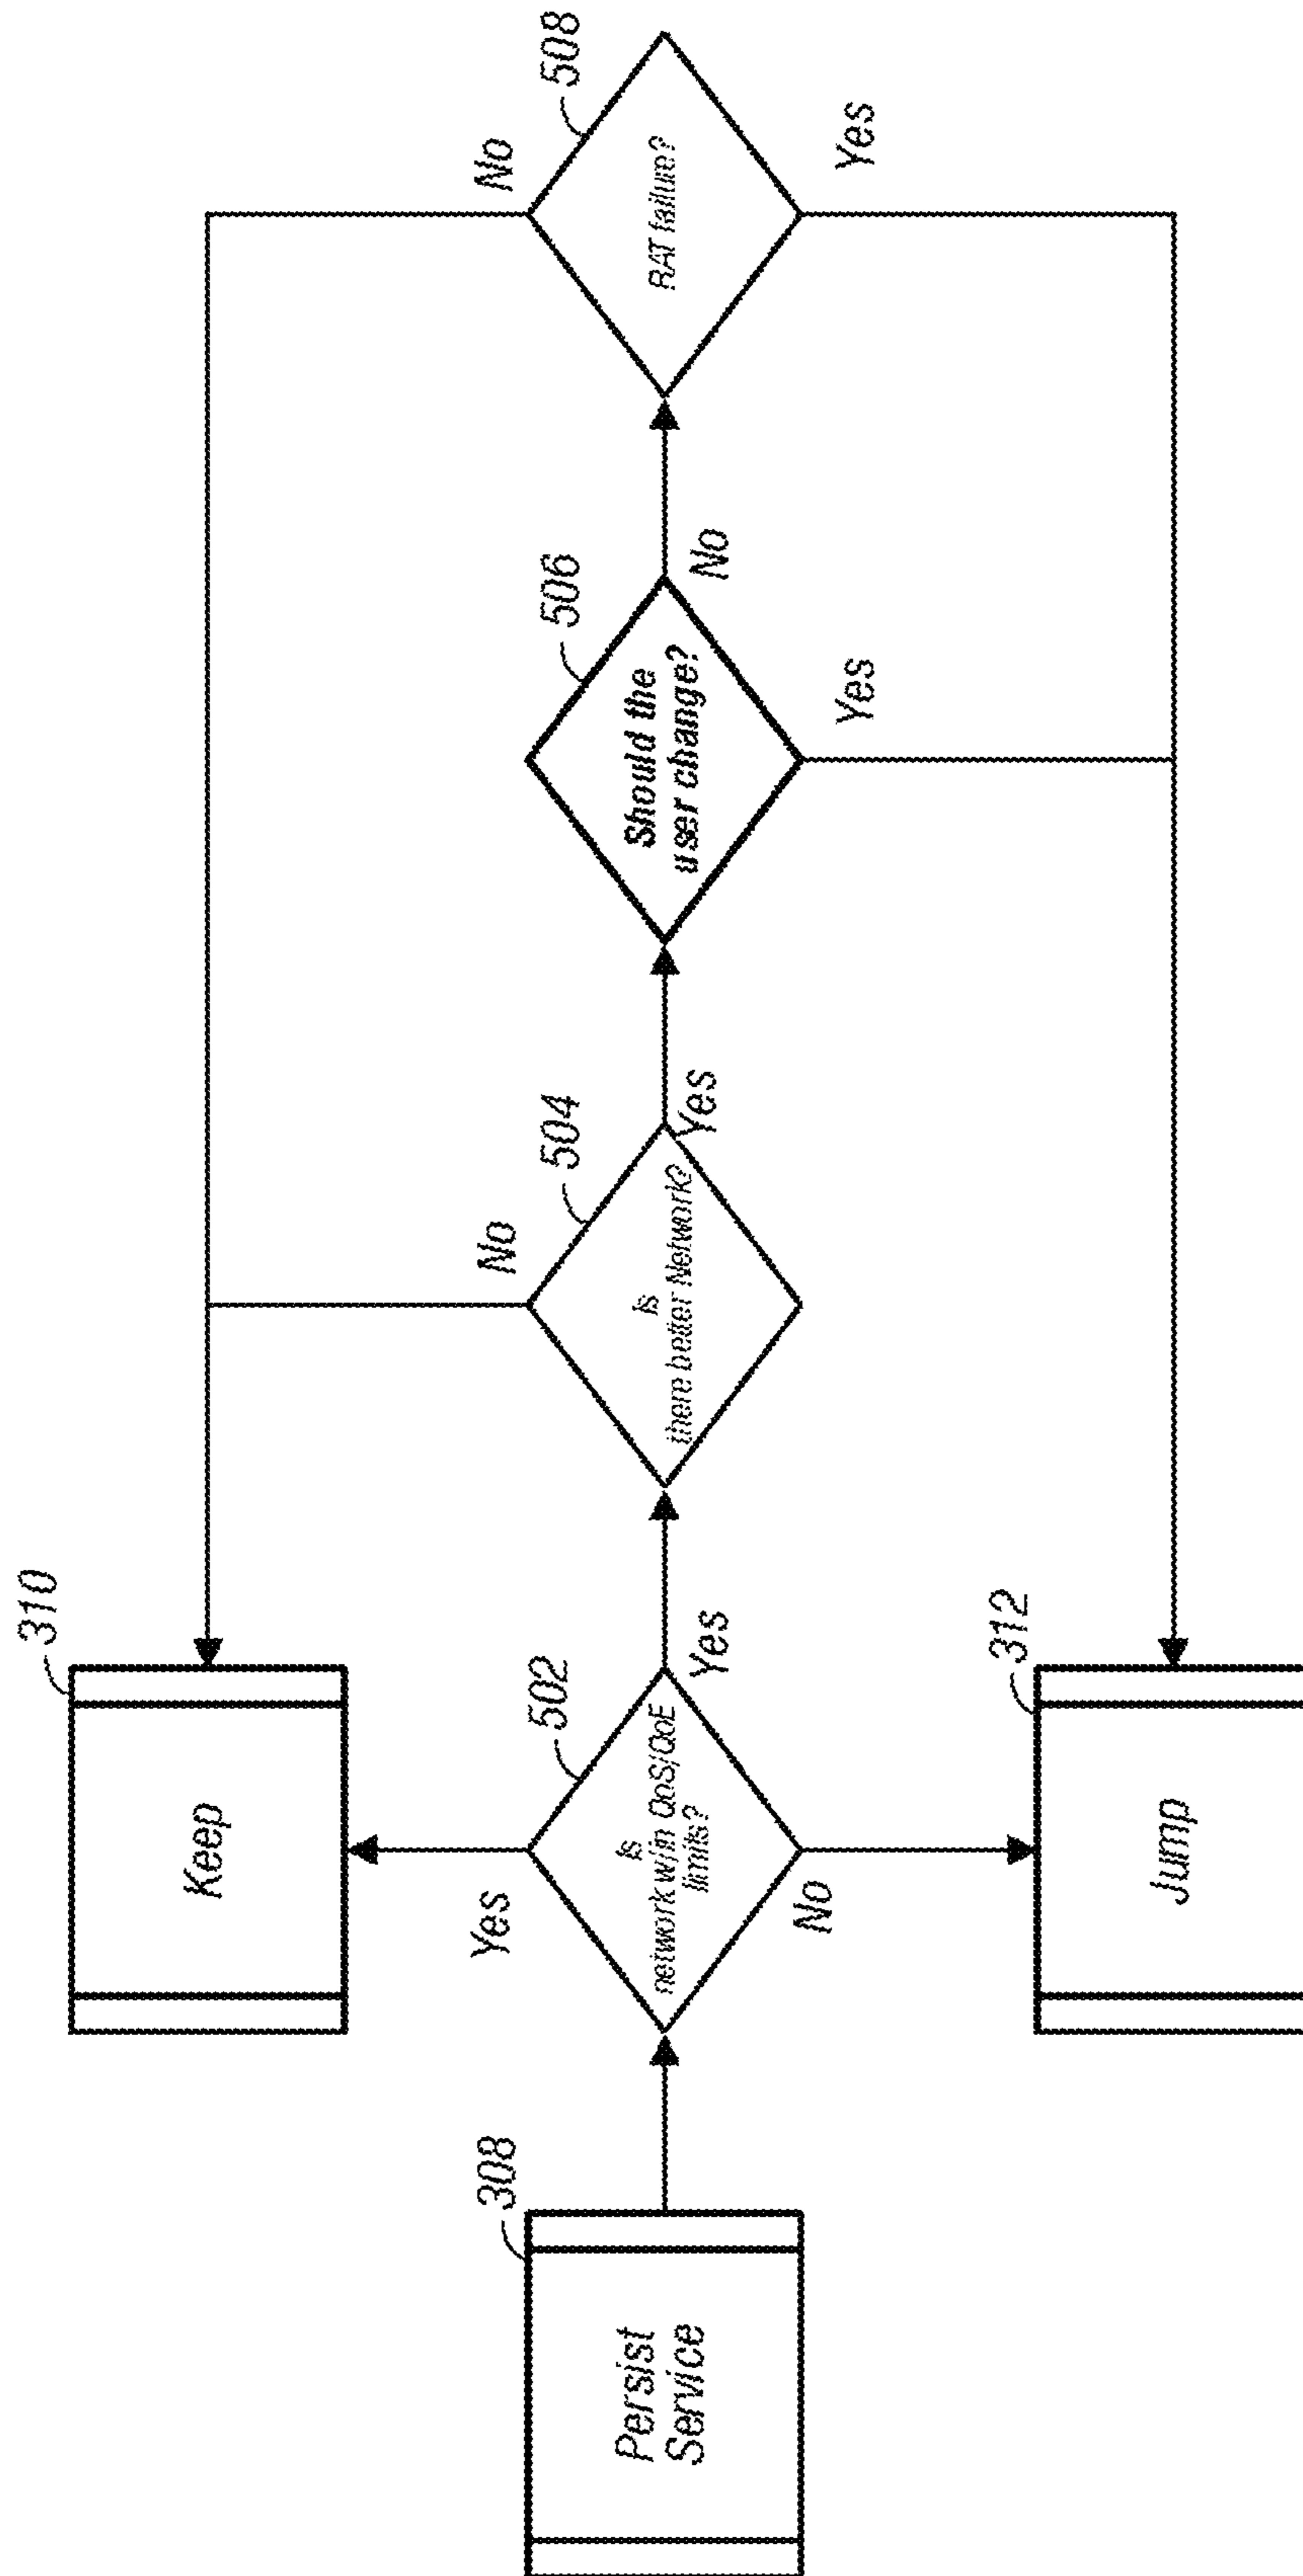 308
Persist
Service
502
Is
network w/in QoS/QoE
limits?
Yes
No
Yes
310
Keep
312
Jump
504
Is
there better Network?
No
Yes
506
Should the
user change?
Yes
No
508
RAT failure?
No
Yes